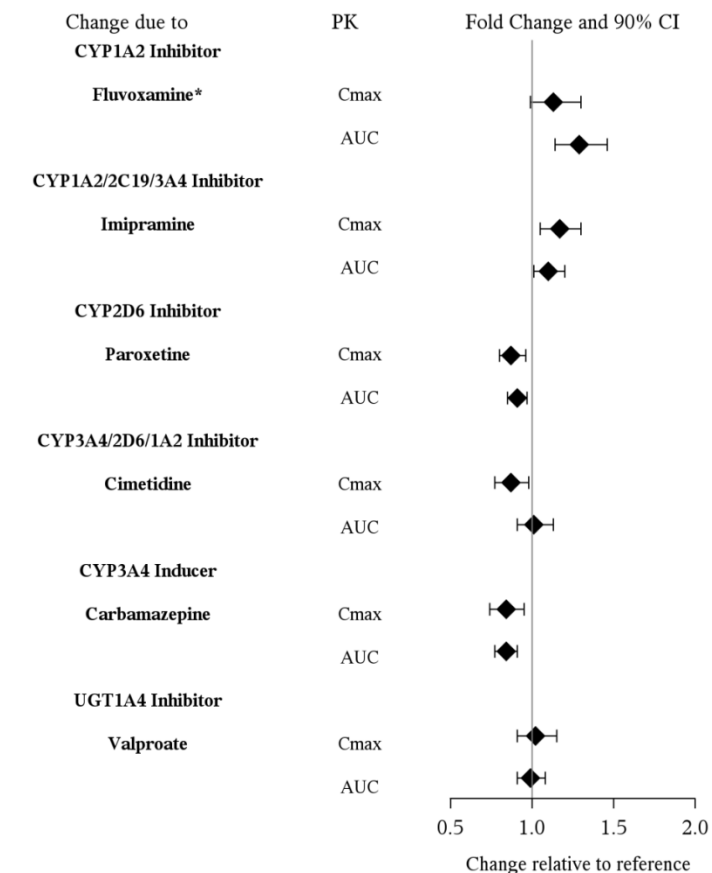 Change due to PK Fold Change and 90% CI
CYP1A2 Inhibitor
Fluvoxamine* Cmax
AUC
CYP1A2/2C19/3A4 Inhibitor
Imipramine Cmax
AUC
CYP2D6 Inhibitor
Paroxetine Cmax
AUC
CYP3A4/2D6/1A2 Inhibitor
Cimetidine Cmax
AUC
CYP3A4 Inducer
Carbamazepine Cmax
AUC
UGT1A4 Inhibitor
Valproate Cmax
AUC
0.5 1.0 1.5 2.0
Change relative to reference